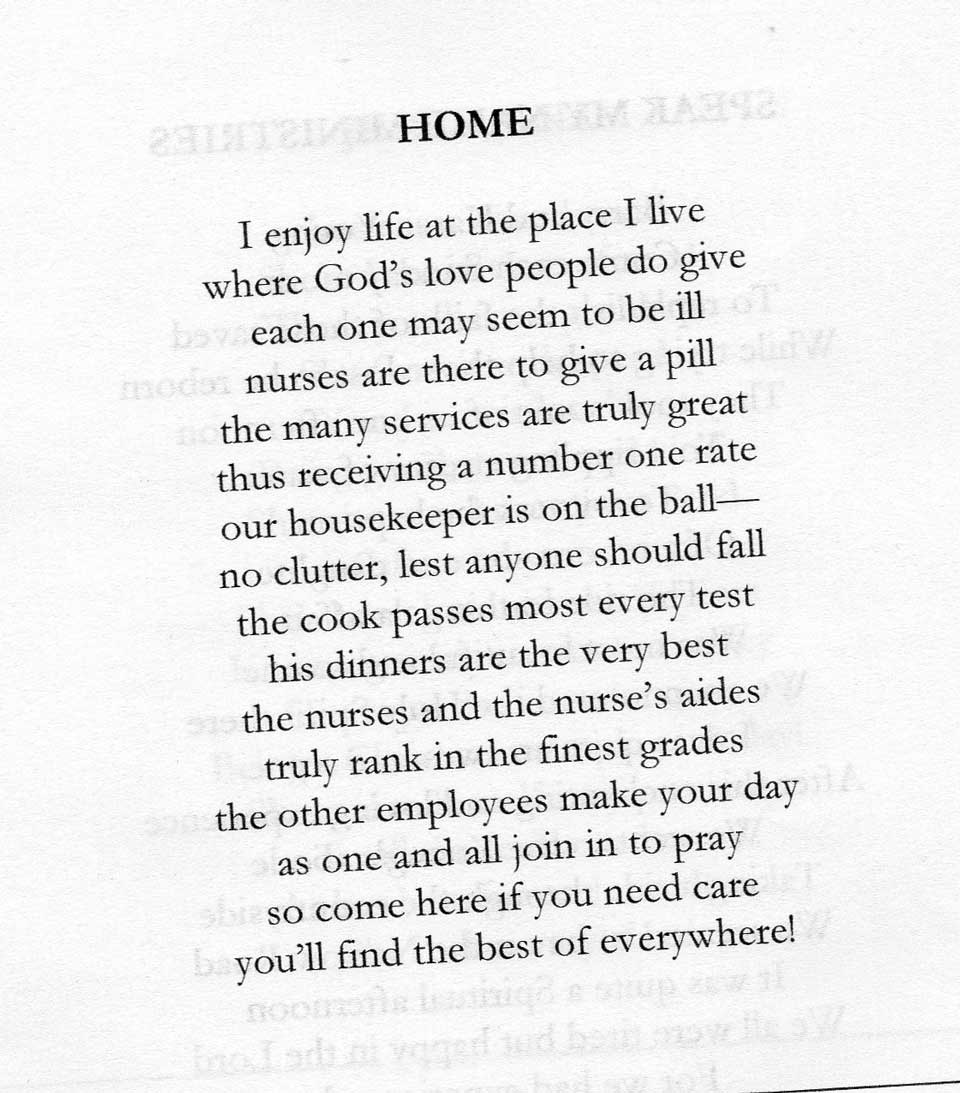 HOME
I enjoy life at the place I live
where God's love people do give
each one may seem to be ill
nurses are there to give a pill
the many services are truly great
thus receiving a number one rate
our housekeeper is on the ball—
no clutter, lest anyone should fall
the cook passes most every test
his dinners are the very best
the nurses and the nurse's aides
truly rank in the finest grades
the other employees make your day
as one and all join in to pray
so come here if you need care
you'll find the best of everywhere!